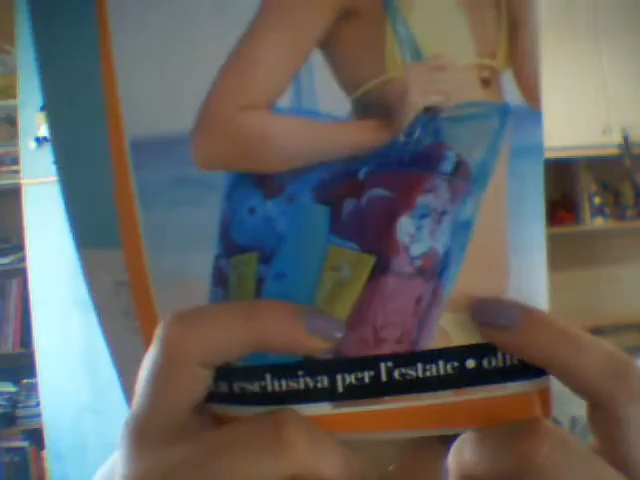 a esclusiva per l'estate •